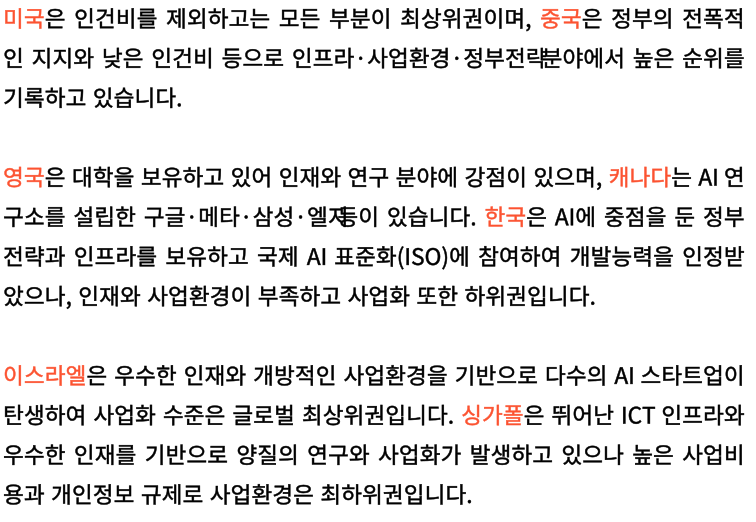 미국은 인건비를 제외하고는 모든 부분이 최상위권이며, 중국은 정부의 전폭적
인 지지와 낮은 인건비 등으로 인프라·사업환경·정부전략분야에서 높은 순위를
기록하고 있습니다.
영국은 대학을 보유하고 있어 인재와 연구 분야에 강점이 있으며, 캐나다는 AI 연
구소를 설립한 구글·메타·삼성·엘지등이 있습니다. 한국은 AI에 중점을 둔 정부
전략과 인프라를 보유하고 국제 AI 표준화(ISO)에 참여하여 개발능력을 인정받
았으나, 인재와 사업환경이 부족하고 사업화 또한 하위권입니다.
이스라엘은 우수한 인재와 개방적인 사업환경을 기반으로 다수의 AI 스타트업이
탄생하여 사업화 수준은 글로벌 최상위권입니다. 싱가폴은 뛰어난 ICT 인프라와
우수한 인재를 기반으로 양질의 연구와 사업화가 발생하고 있으나 높은 사업비
용과 개인정보 규제로 사업환경은 최하위권입니다.